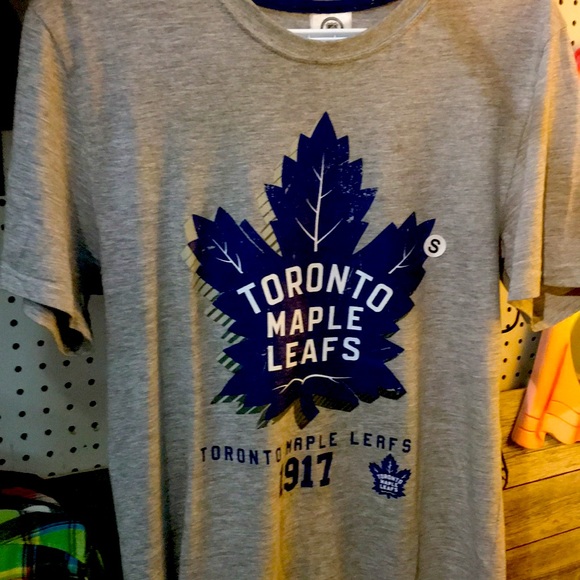 S
TORONTO
MAPLE
LEAFS
TORONTO MAPLE LEAFS
1917
TORONTO
MAPLE
LEAFS